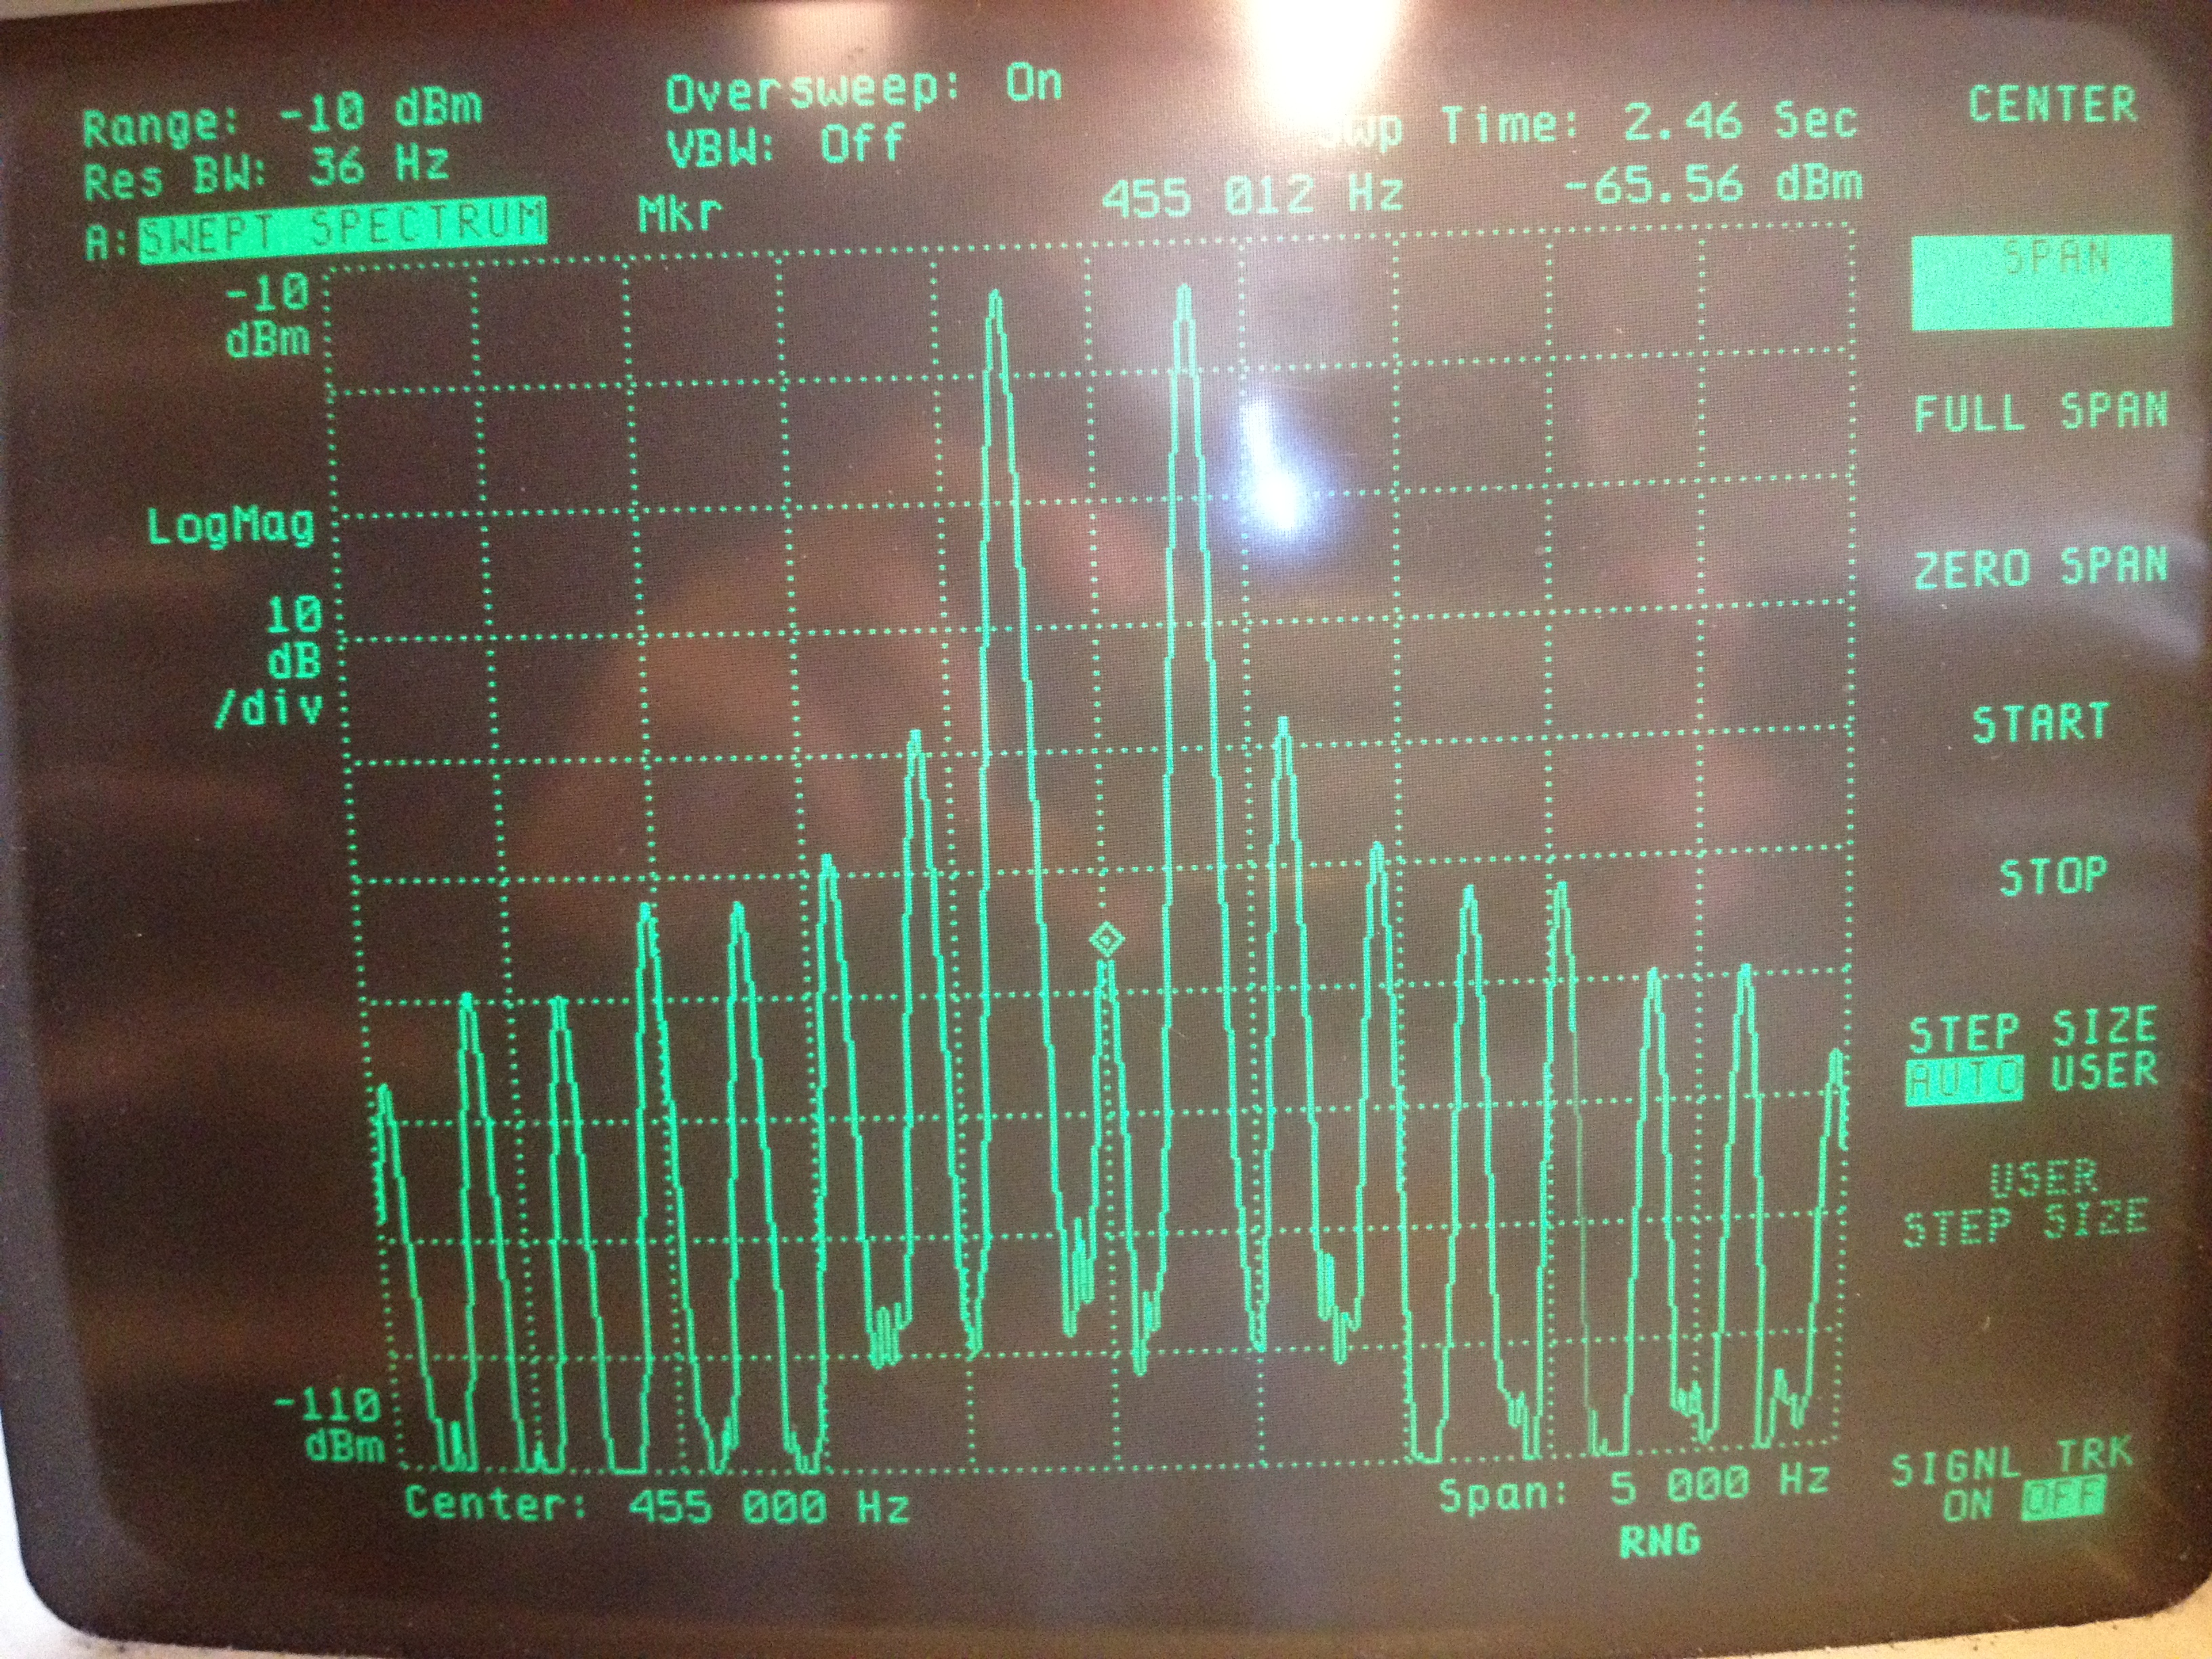 Range: -10 dBm
Res BW: 36 Hz
Oversweep: On
VBW: Off
Time: 2.46 Sec
A: SWEPT SPECTRUM
Mkr 455 012 Hz -65.56 dBm
-10
dBm
LogMag
10
dB
/div
-110
dBm
Center: 455 000 Hz
Span: 5 000 Hz
RNG
CENTER
SPAN
FULL SPAN
ZERO SPAN
START
STOP
STEP SIZE
AUTO USER
USER
STEP SIZE
SIGNL TRK
ON OFF